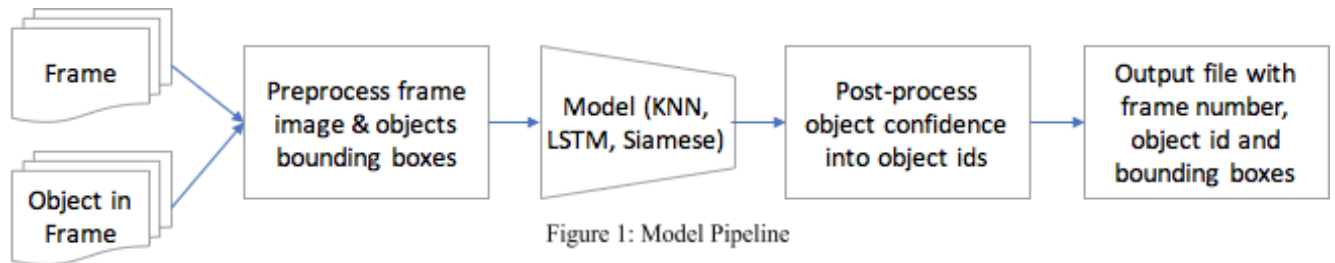 Frame
Object in
Frame
Preprocess frame
image & objects
bounding boxes
Model (KNN,
LSTM, Siamese)
Post-process
object confidence
into object ids
Output file with
frame number,
object id and
bounding boxes
Figure 1: Model Pipeline